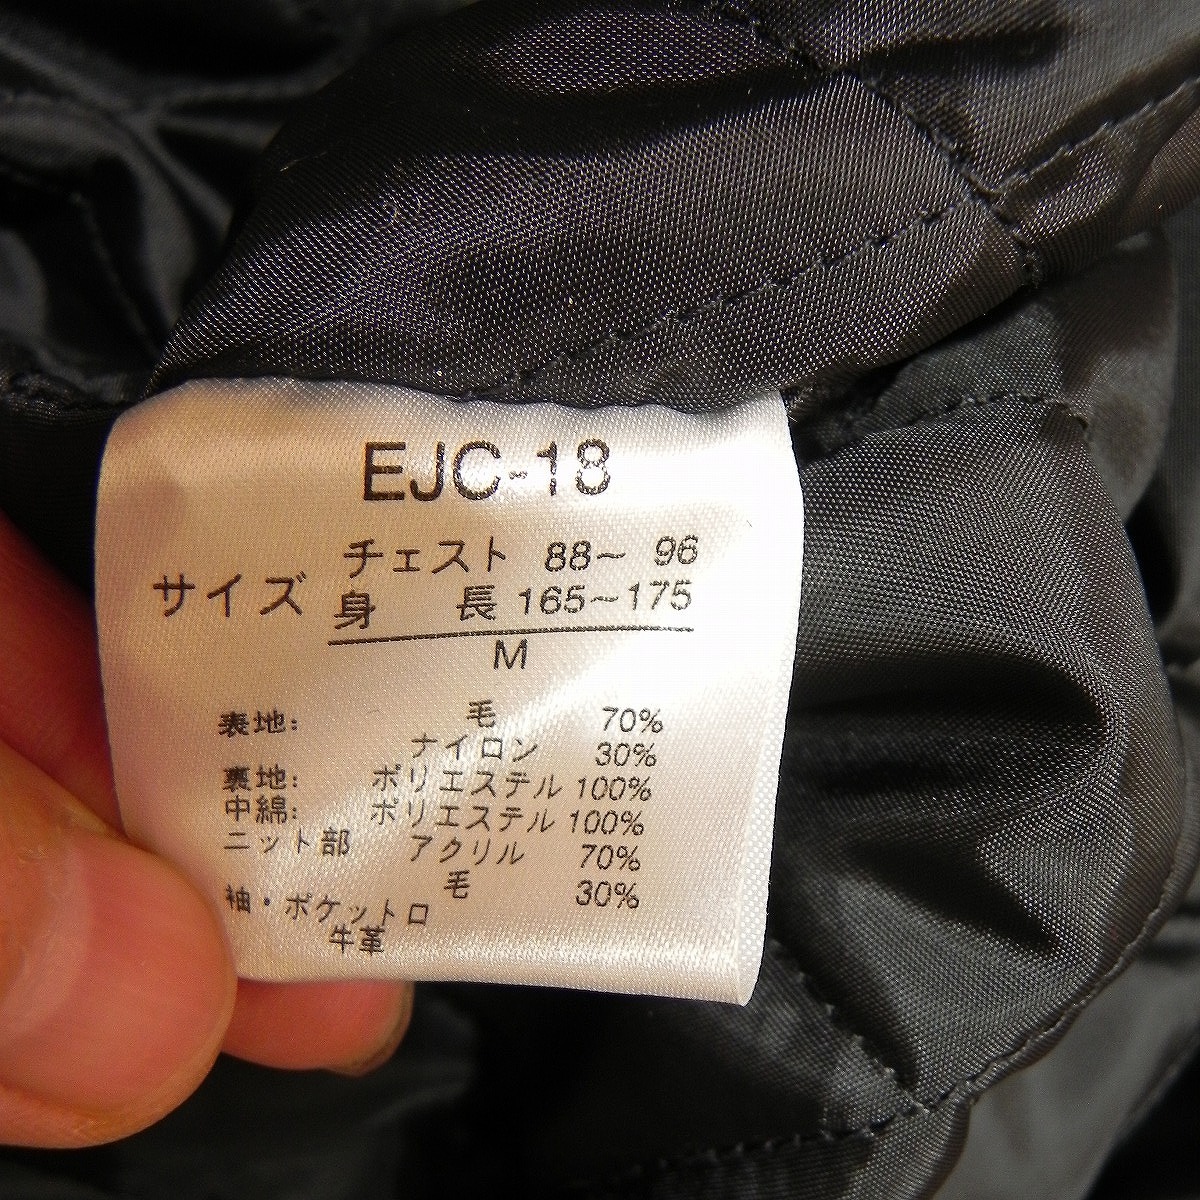 EJC-18
サイズ チェスト 88~ 96
身 長 165~175
M
表地: 毛 70%
ナイロン 30%
裏地: ポリエステル 100%
中綿: ポリエステル 100%
ニット部 アクリル 70%
毛 30%
袖・ポケット口
牛革